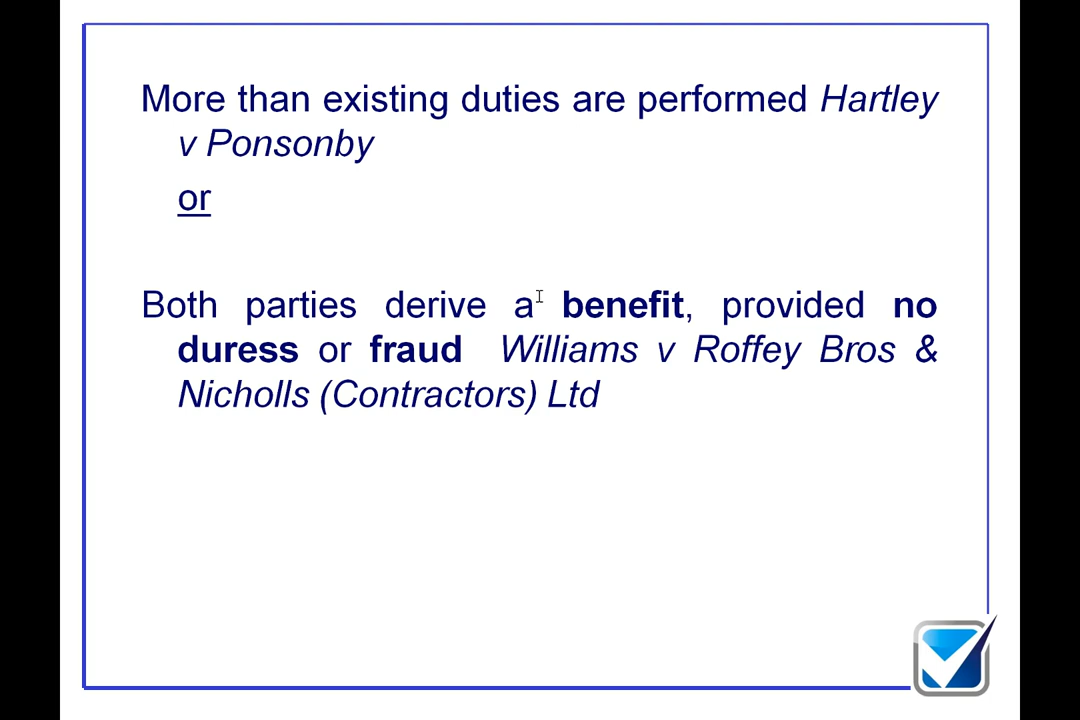 More than existing duties are performed Hartley
v Ponsonby
or
Both parties derive a benefit, provided no
duress or fraud Williams v Roffey Bros &
Nicholls (Contractors) Ltd